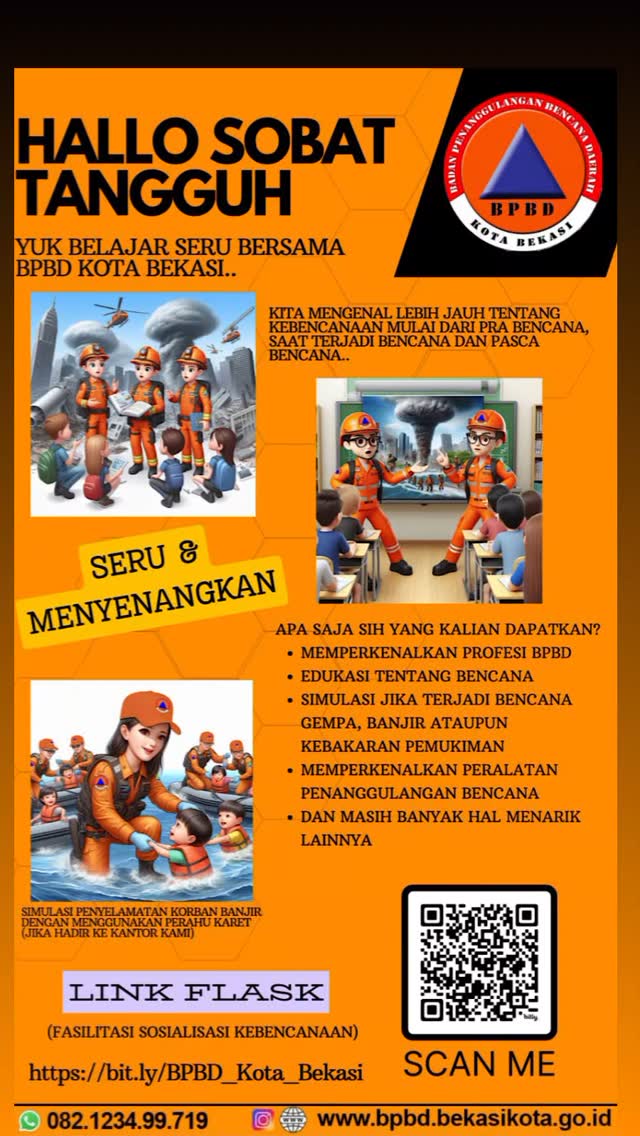 HALLO SOBAT
TANGGUH
BADAN PENANGGULANGAN BENCANA DAERAH
BPBD
KOTA BEKASI
YUK BELAJAR SERU BERSAMA
BPBD KOTA BEKASI..
KITA MENGENAL LEBIH JAUH TENTANG
KEBENCANAAN MULAI DARI PRA BENCANA,
SAAT TERJADI BENCANA DAN PASCA
BENCANA..
SERU &
MENYENANGKAN
APA SAJA SIH YANG KALIAN DAPATKAN?
• MEMPERKENALKAN PROFESI BPBD
• EDUKASI TENTANG BENCANA
• SIMULASI JIKA TERJADI BENCANA
GEMPA, BANJIR ATAUPUN
KEBAKARAN PEMUKIMAN
• MEMPERKENALKAN PERALATAN
PENANGGULANGAN BENCANA
• DAN MASIH BANYAK HAL MENARIK
LAINNYA
SIMULASI PENYELAMATAN KORBAN BANJIR
DENGAN MENGGUNAKAN PERAHU KARET
(JIKA HADIR KE KANTOR KAMI)
LINK FLASK
(FASILITASI SOSIALISASI KEBENCANAAN)
https://bit.ly/BPBD_Kota_Bekasi
bitly
SCAN ME
082.1234.99.719
www.bpbd.bekasikota.go.id